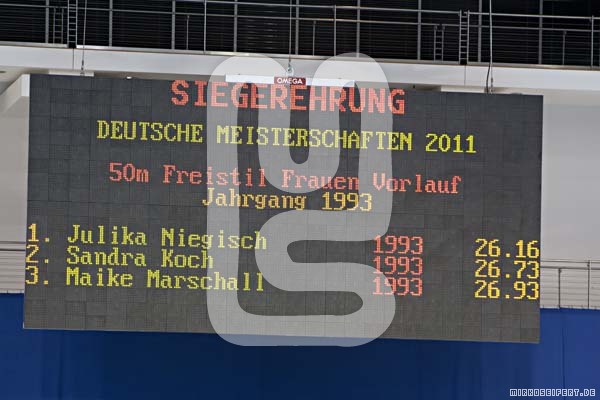 OMEGA
SIEGEREHRUNG
DEUTSCHE MEISTERSCHAFTEN 2011
50m Freistil Frauen Vorlauf
Jahrgang 1993
1. Julika Niegisch 1993 26.16
2. Sandra Koch 1993 26.73
3. Maike Marschall 1993 26.93
MIRKOSEIFERT.DE